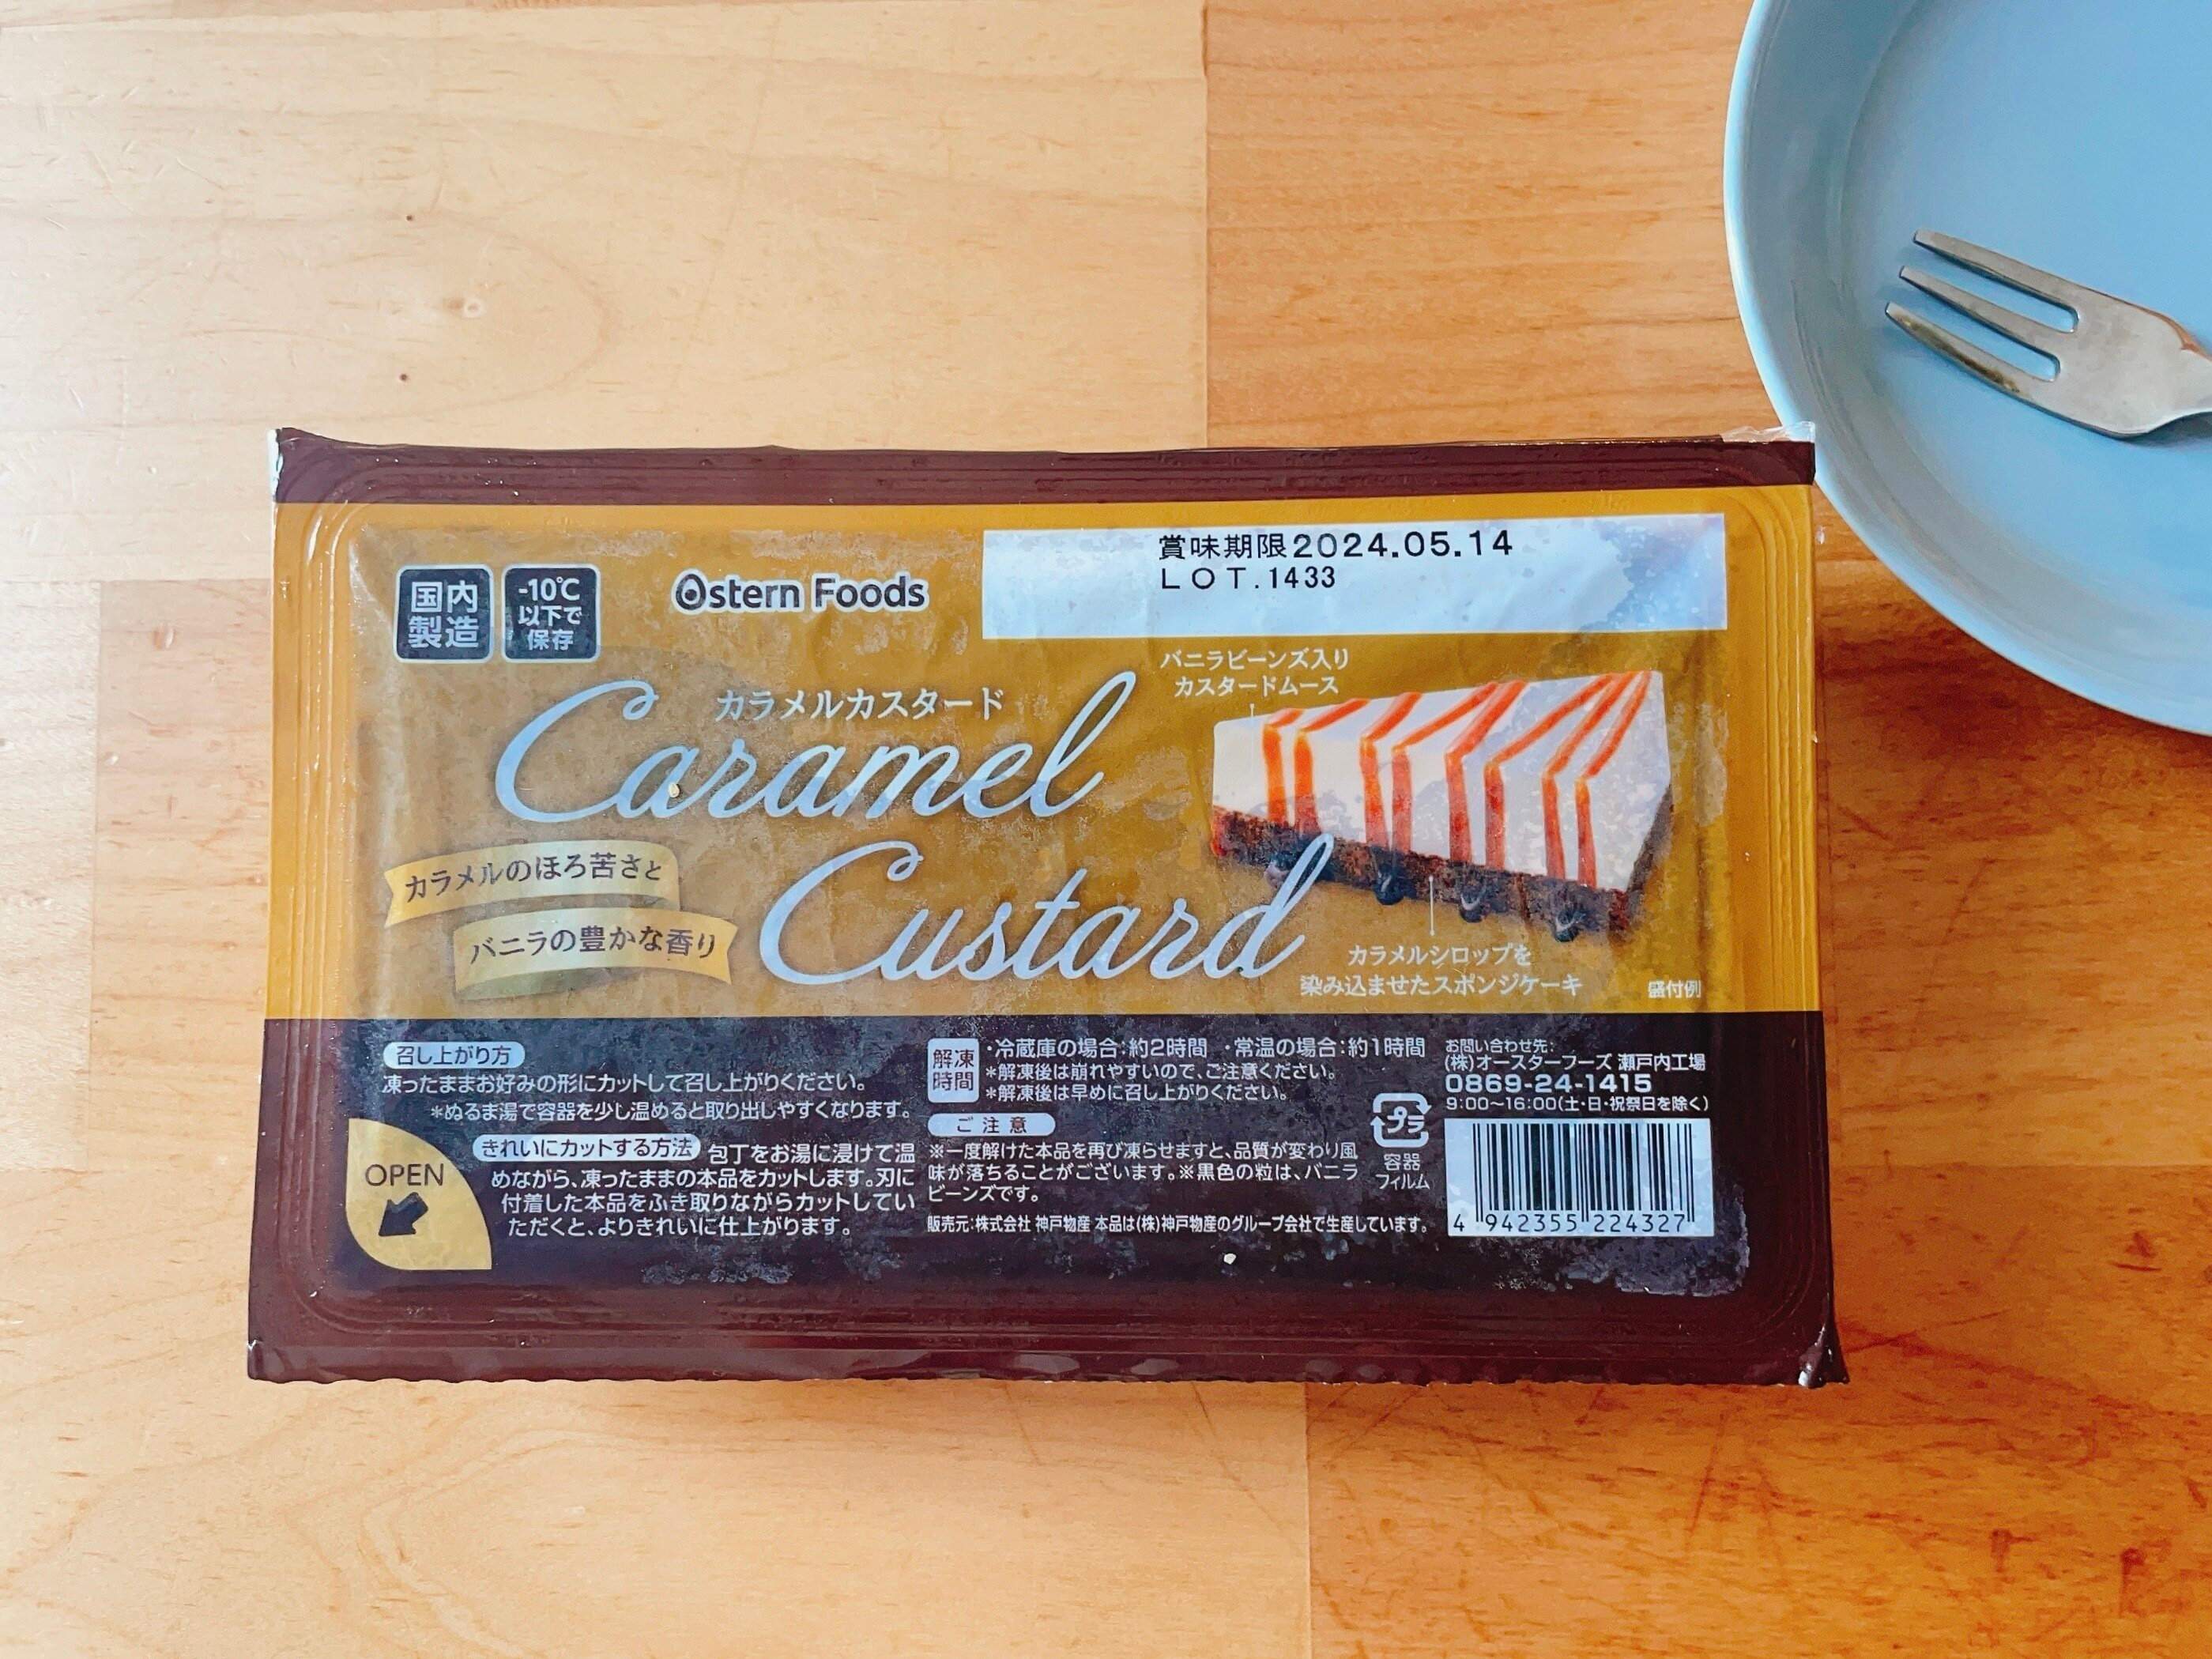 国内
製造
-10℃
以下で
保存
Ostern Foods
賞味期限2024.05.14
LOT.1433
カラメルカスタード
Caramel
Custard
カラメルのほろ苦さと
バニラの豊かな香り
バニラビーンズ入り
カスタードムース
カラメルシロップを
染み込ませたスポンジケーキ
盛付例
召し上がり方
凍ったままお好みの形にカットして召し上がりください。
*ぬるま湯で容器を少し温めると取り出しやすくなります。
OPEN
きれいにカットする方法 包丁をお湯に浸けて温
めながら、凍ったままの本品をカットします。刃に
付着した本品をふき取りながらカットしてい
ただくと、よりきれいに仕上がります。
解凍
時間
・冷蔵庫の場合:約2時間 ・常温の場合:約1時間
*解凍後は崩れやすいので、ご注意ください。
*解凍後は早めに召し上がりください。
ご注意
※一度解けた本品を再び凍らせますと、品質が変わり風
味が落ちることがございます。※黒色の粒は、バニラ
ビーンズです。
販売元:株式会社 神戸物産 本品は(株)神戸物産のグループ会社で生産しています。
プラ
容器
フィルム
お問い合わせ先:
(株)オースターフーズ 瀬戸内工場
0869-24-1415
9:00~16:00(土・日・祝祭日を除く)
4 942355 224327